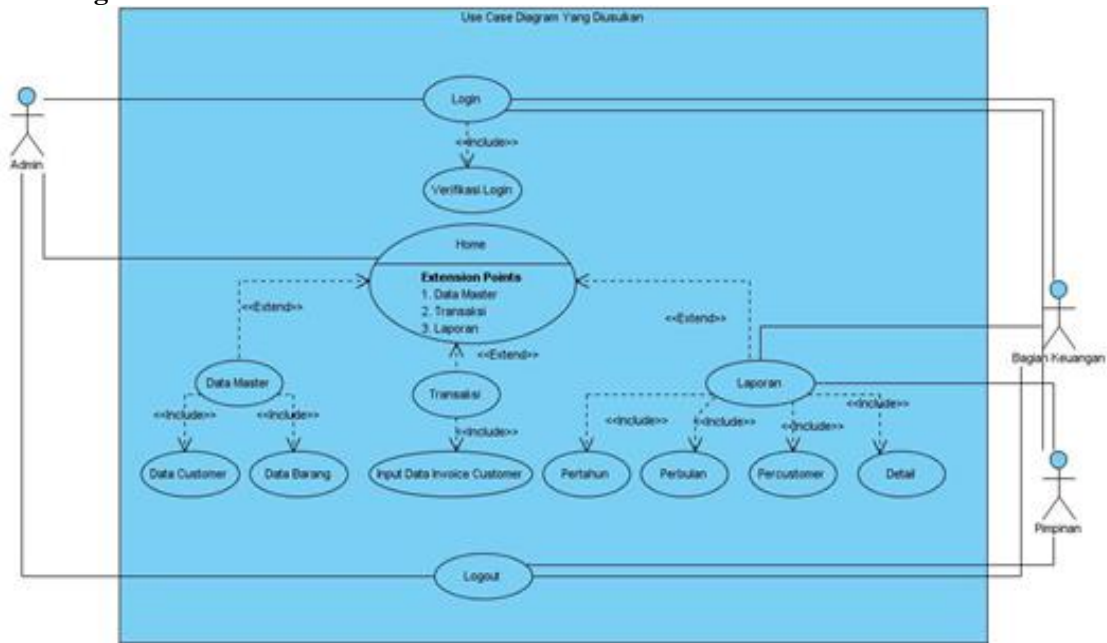 Use Case Diagram Yang Diusulkan
Login
<<Include>>
Admin
Verifikasi Login
Home
Extension Points
1. Data Master
2. Transaksi
3. Laporan
<<Extend>>
<<Extend>>
<<Extend>>
Bagian Keuangan
Data Master
Transaksi
Laporan
<<Include>>
<<Include>>
<<Include>>
<<Include>>
<<Include>>
<<Include>>
<<Include>>
Data Customer
Data Barang
Input Data Invoice Customer
Pertahun
Perbulan
Percustomer
Detail
Pimpinan
Logout